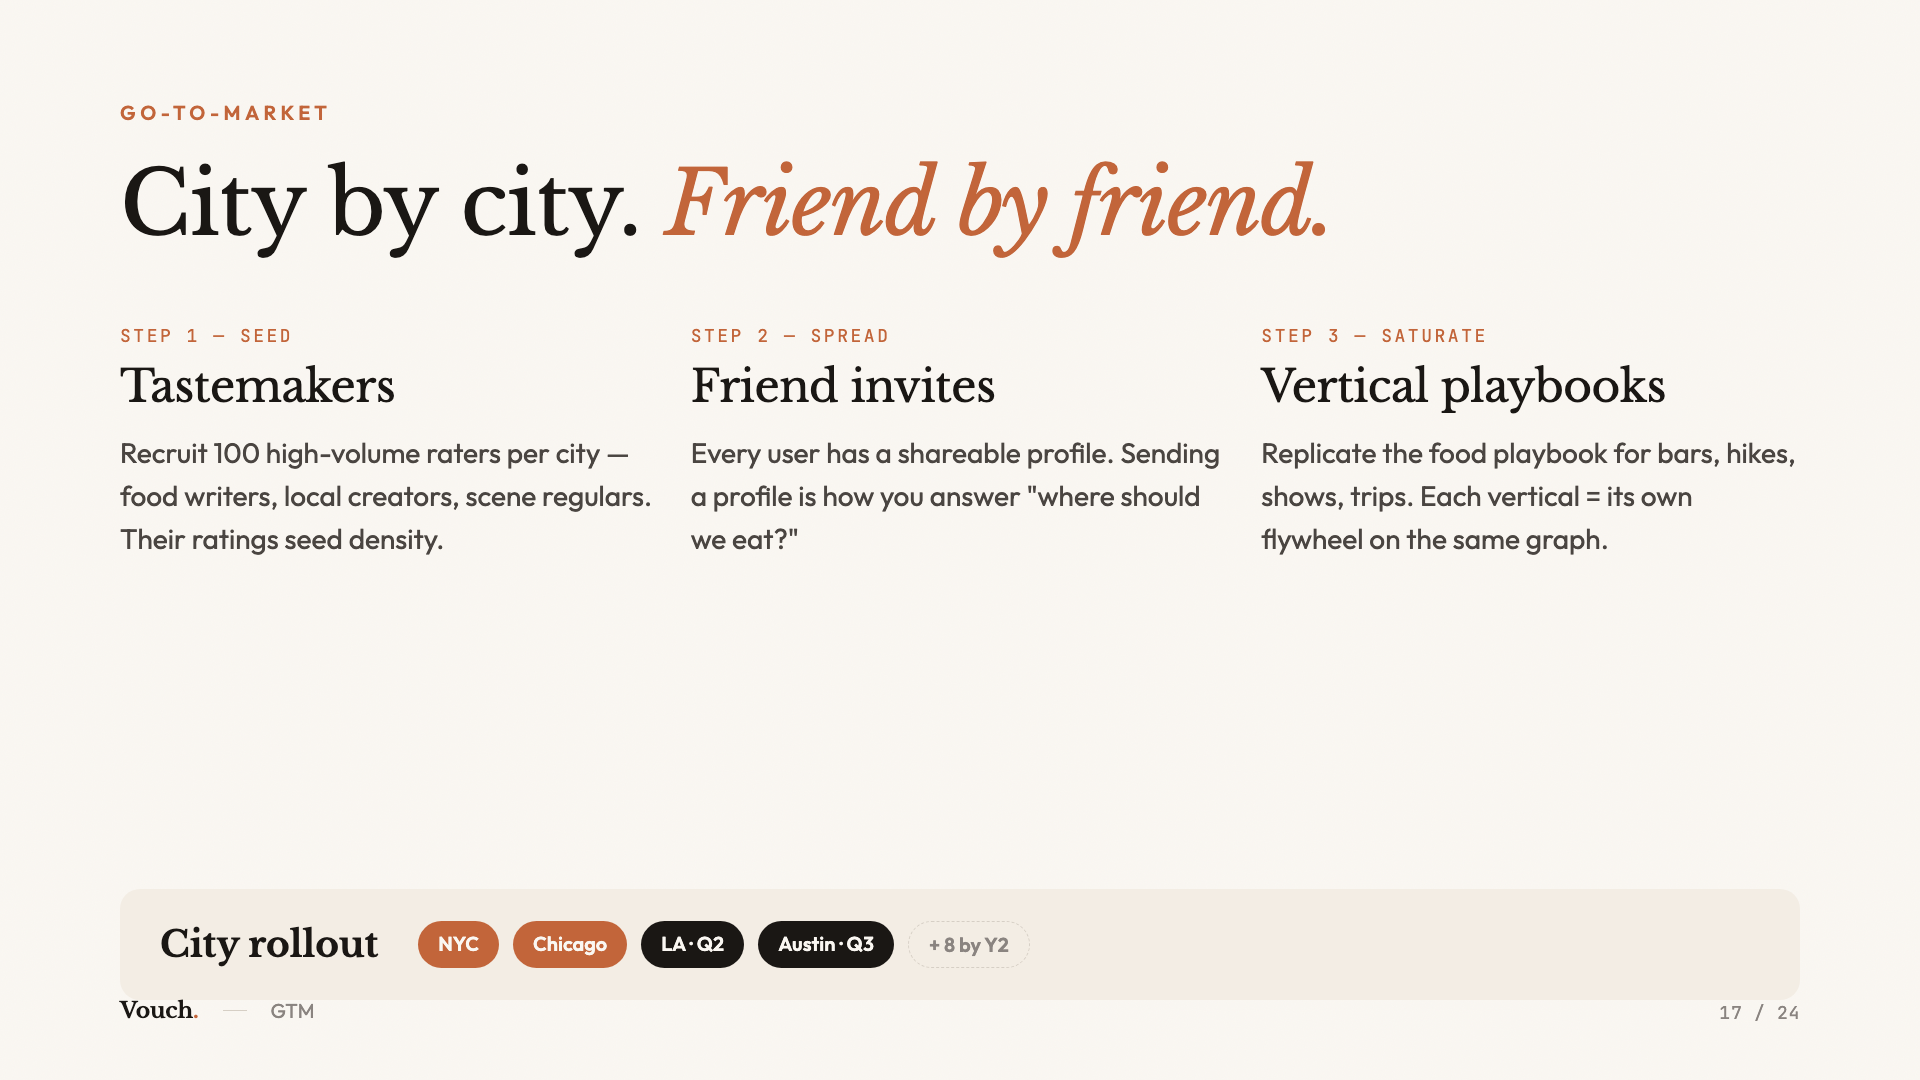 GO-TO-MARKET
City by city. Friend by friend.
STEP 1 — SEED
Tastemakers
Recruit 100 high-volume raters per city —
food writers, local creators, scene regulars.
Their ratings seed density.
STEP 2 — SPREAD
Friend invites
Every user has a shareable profile. Sending
a profile is how you answer "where should
we eat?"
STEP 3 — SATURATE
Vertical playbooks
Replicate the food playbook for bars, hikes,
shows, trips. Each vertical = its own
flywheel on the same graph.
City rollout NYC Chicago LA · Q2 Austin · Q3 + 8 by Y2
Vouch. — GTM 17 / 24